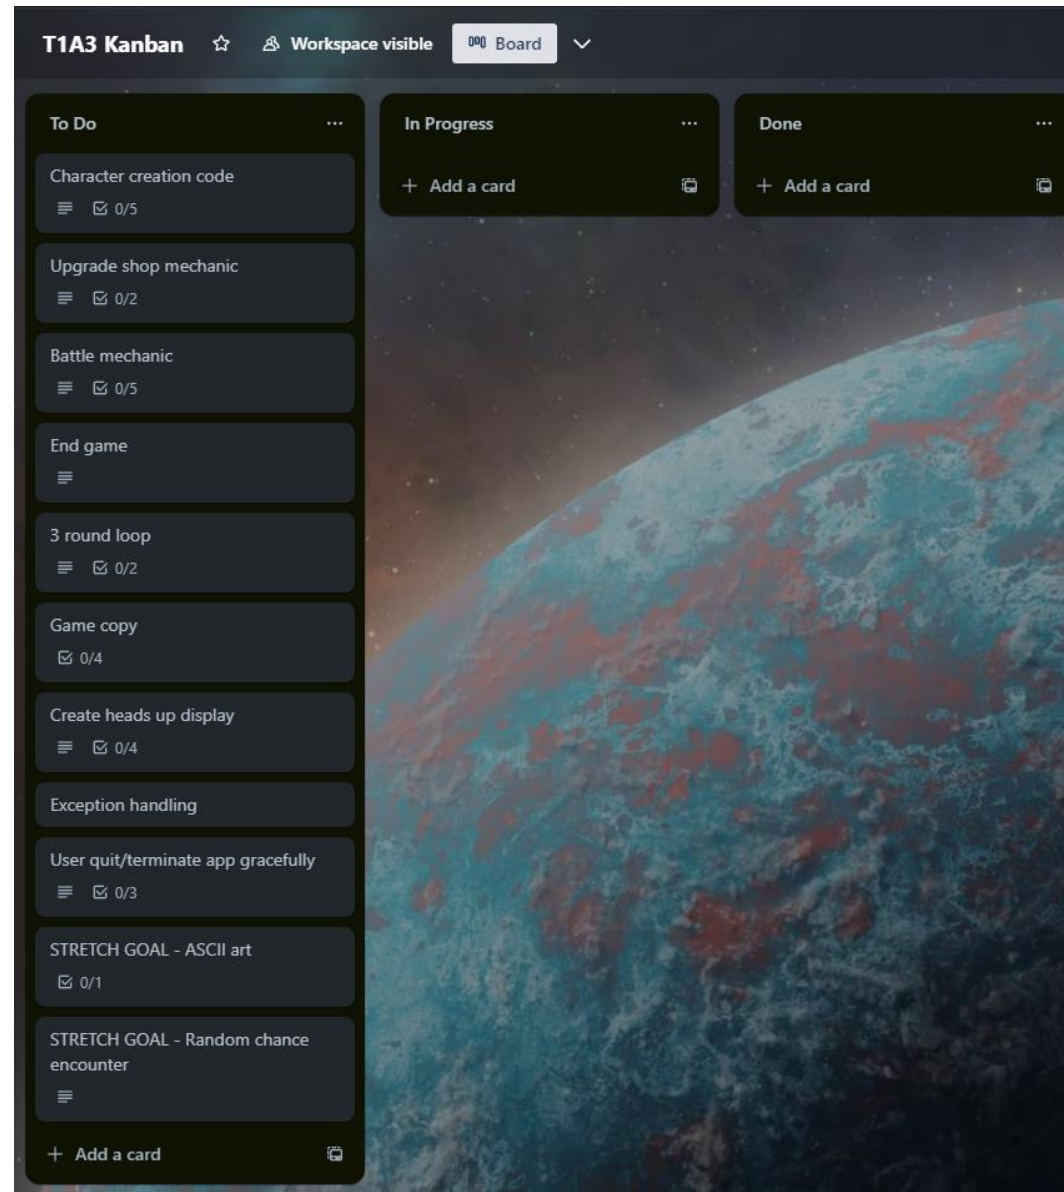 T1A3 Kanban Workspace visible Board
To Do
Character creation code
0/5
Upgrade shop mechanic
0/2
Battle mechanic
0/5
End game
3 round loop
0/2
Game copy
0/4
Create heads up display
0/4
Exception handling
User quit/terminate app gracefully
0/3
STRETCH GOAL - ASCII art
0/1
STRETCH GOAL - Random chance
encounter
+ Add a card
In Progress
+ Add a card
Done
+ Add a card